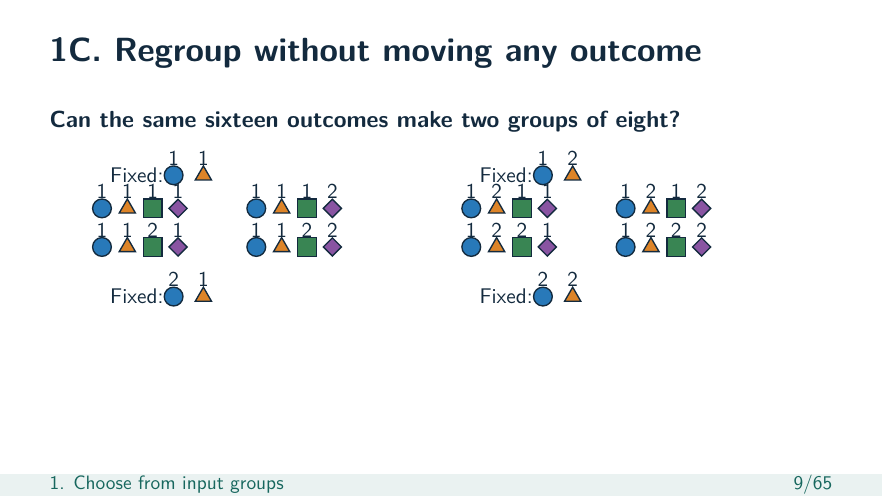 1C. Regroup without moving any outcome
Can the same sixteen outcomes make two groups of eight?
1 1 1 2
Fixed: Fixed:
1 1 1 1 1 1 1 2 1 2 1 1 1 2 1 2
1 1 2 1 1 1 2 2 1 2 2 1 1 2 2 2
2 1 2 2
Fixed: Fixed:
1. Choose from input groups 9/65